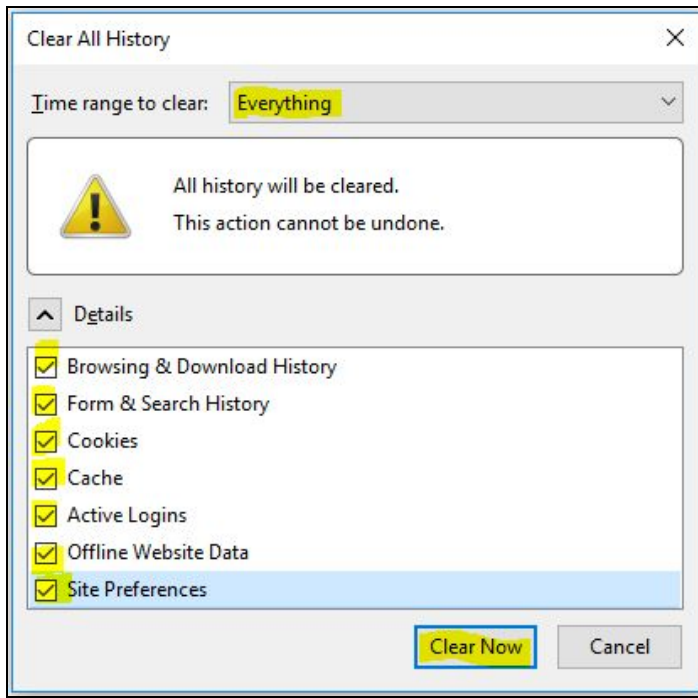 Clear All History
Time range to clear: Everything
All history will be cleared.
This action cannot be undone.
Details
Browsing & Download History
Form & Search History
Cookies
Cache
Active Logins
Offline Website Data
Site Preferences
Clear Now Cancel